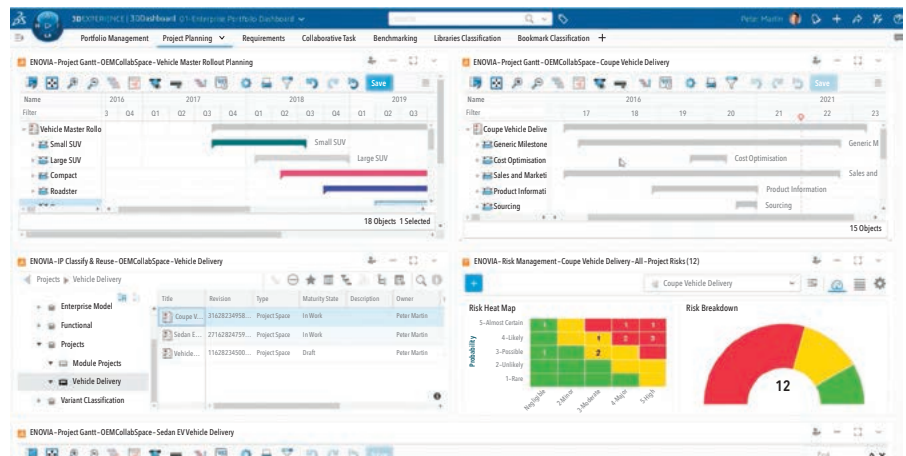 3DEXPERIENCE | 3DDashboard 01-Enterprise Portfolio Dashboard
Peter Martin
Portfolio Management Project Planning Requirements Collaborative Task Benchmarking Libraries Classification Bookmark Classification +
ENOVIA-Project Gantt-OEMCollabSpace-Vehicle Master Rollout Planning
Save
Name 2016 2017 2018 2019
Filter 3 Q4 Q1 Q2 Q3 Q4 Q1 Q2 Q3 Q4 Q1 Q2 Q3
Vehicle Master Rollo
Small SUV Small SUV
Large SUV Large SUV
Compact
Roadster
18 Objects 1 Selected
ENOVIA-Project Gantt-OEMCollabSpace-Coupe Vehicle Delivery
Save
Name 2016 2021
Filter 17 18 19 20 21 22 23
Coupe Vehicle Delive
Generic Milestone Generic M
Cost Optimisation Cost Optimisation
Sales and Marketi Sales and
Product Informati Product Information
Sourcing Sourcing
15 Objects
ENOVIA-IP Classify & Reuse-OEMCollabSpace-Vehicle Delivery
Projects Vehicle Delivery
Enterprise Model
Functional
Projects
Module Projects
Vehicle Delivery
Variant CLassification
Title Revision Type Maturity State Description Owner
Coupe V... 31628234958... Project Space In Work Peter Martin
Sedan E... 27162824759... Project Space In Work Peter Martin
Vehicle... 31628234500... Project Space Draft Peter Martin
ENOVIA-Risk Management-Coupe Vehicle Delivery-All-Project Risks (12)
+
Coupe Vehicle Delivery
Risk Heat Map
Probability
5-Almost Certain 1 1 1
4-Likely 1 2 3
3-Possible 1 2
2-Unlikely
1-Rare
Negligible 2-Minor 3-Moderate 4-Major 5-High
Risk Breakdown
12
ENOVIA-Project Gantt-OEMCollabSpace-Sedan EV Vehicle Delivery